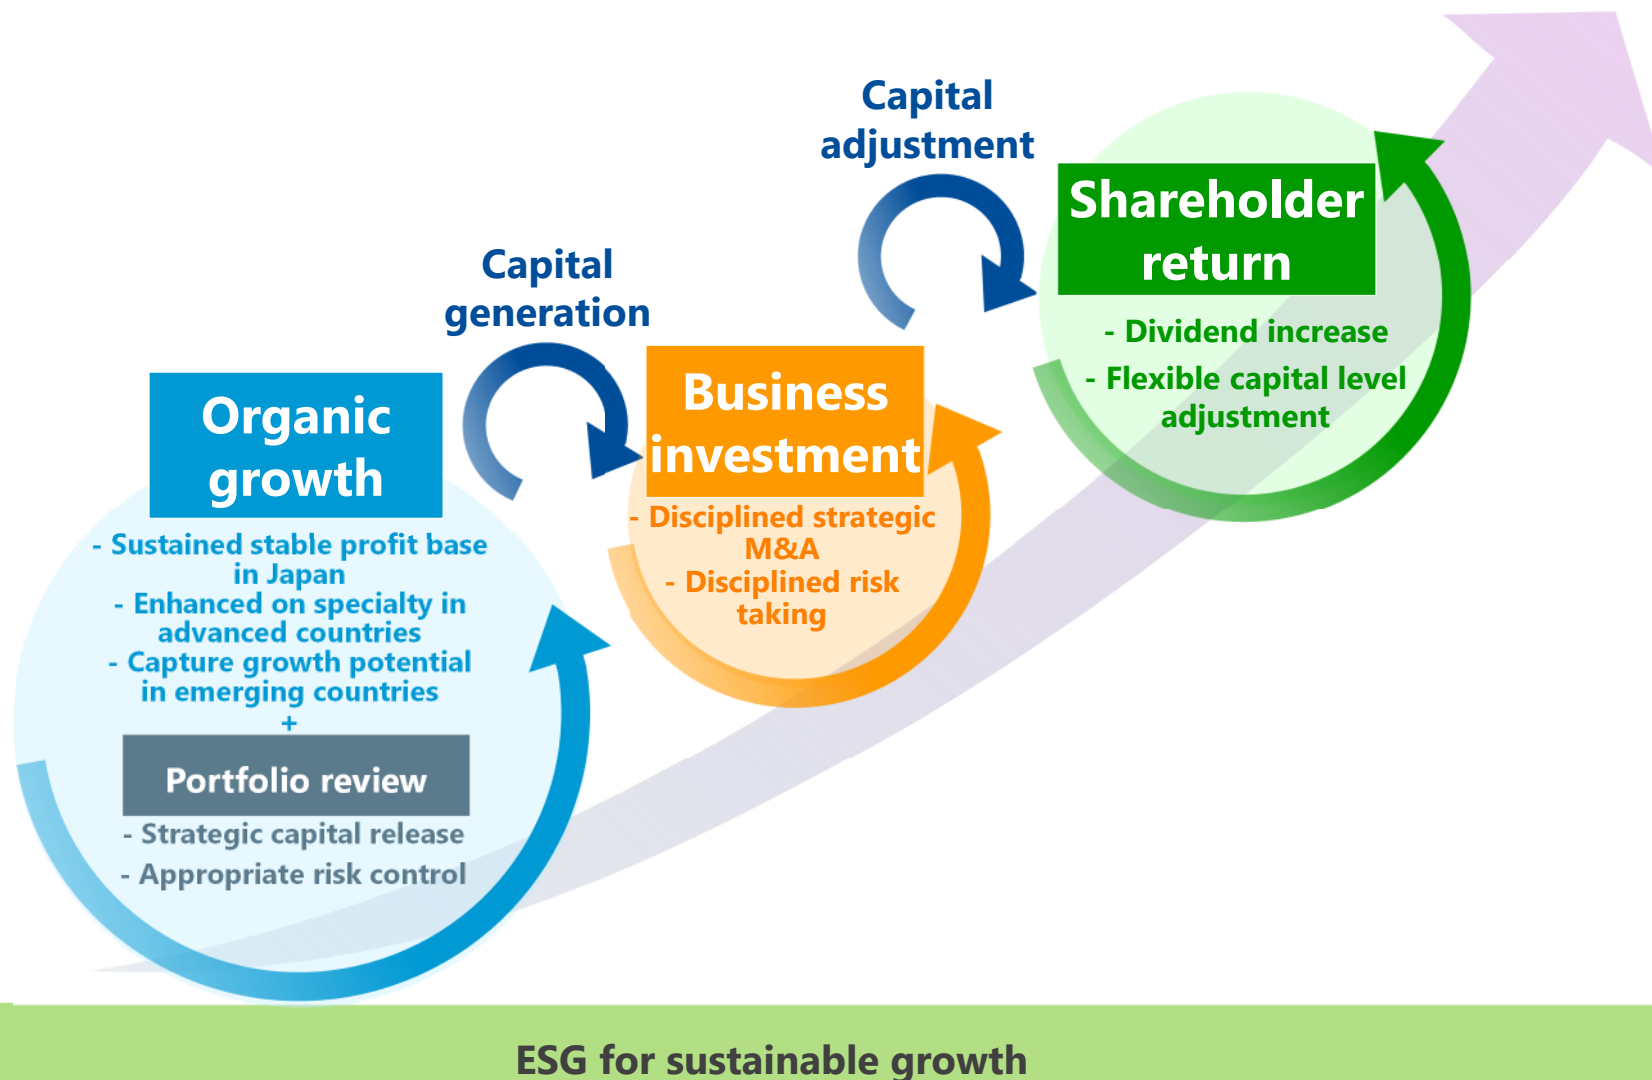 Organic
growth
- Sustained stable profit base
in Japan
- Enhanced on specialty in
advanced countries
- Capture growth potential
in emerging countries
+
Portfolio review
- Strategic capital release
- Appropriate risk control
Capital
generation
Business
investment
- Disciplined strategic
M&A
- Disciplined risk
taking
Capital
adjustment
Shareholder
return
- Dividend increase
- Flexible capital level
adjustment
ESG for sustainable growth